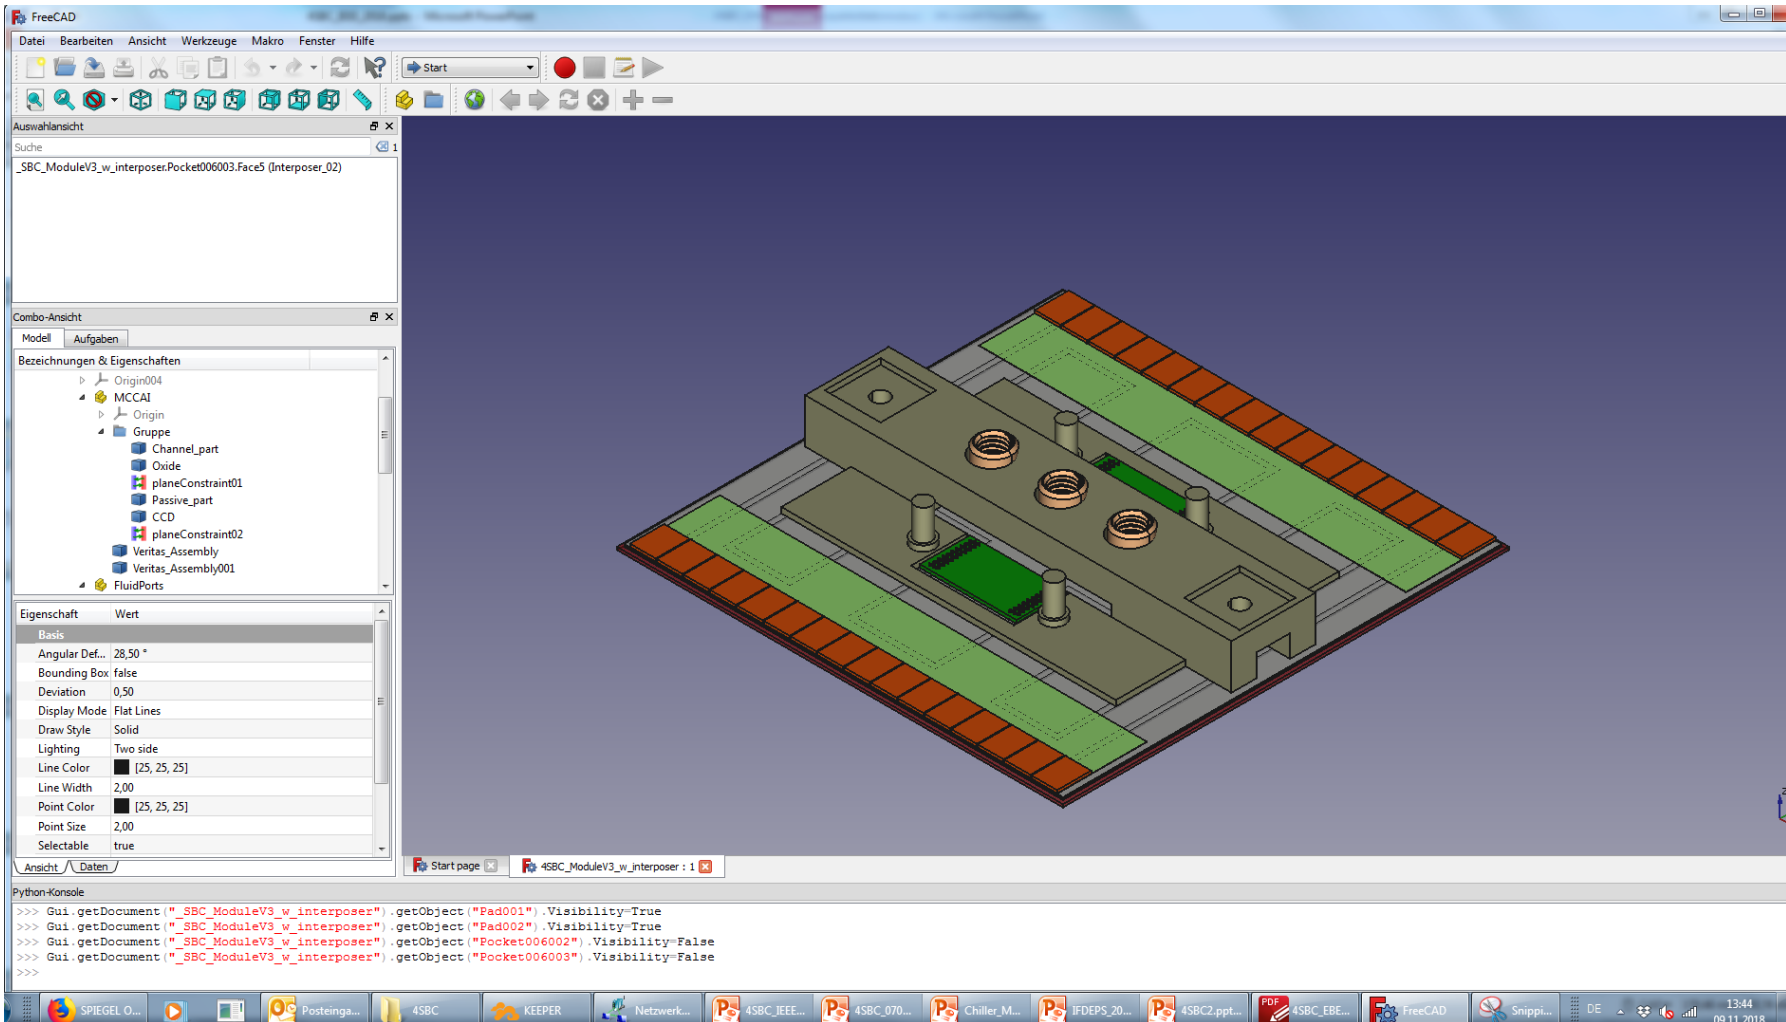 FreeCAD
Datei Bearbeiten Ansicht Werkzeuge Makro Fenster Hilfe
Start
Auswahlansicht
Suche 1
_SBC_ModuleV3_w_interposer.Pocket006003.Face5 (Interposer_02)
Combo-Ansicht
Modell Aufgaben
Bezeichnungen & Eigenschaften
Origin004
MCCAI
Origin
Gruppe
Channel_part
Oxide
planeConstraint01
Passive_part
CCD
planeConstraint02
Veritas_Assembly
Veritas_Assembly001
FluidPorts
Eigenschaft Wert
Basis
Angular Def... 28,50 °
Bounding Box false
Deviation 0,50
Display Mode Flat Lines
Draw Style Solid
Lighting Two side
Line Color [25, 25, 25]
Line Width 2,00
Point Color [25, 25, 25]
Point Size 2,00
Selectable true
Ansicht Daten
Start page 4SBC_ModuleV3_w_interposer : 1
Python-Konsole
>>> Gui.getDocument("_SBC_ModuleV3_w_interposer").getObject("Pad001").Visibility=True
>>> Gui.getDocument("_SBC_ModuleV3_w_interposer").getObject("Pad002").Visibility=True
>>> Gui.getDocument("_SBC_ModuleV3_w_interposer").getObject("Pocket006002").Visibility=False
>>> Gui.getDocument("_SBC_ModuleV3_w_interposer").getObject("Pocket006003").Visibility=False
>>>
SPIEGEL O... Posteinga... 4SBC KEEPER Netzwerk... 4SBC_IEEE... 4SBC_070... Chiller_M... IFDEPS_20... 4SBC2.ppt... PDF 4SBC_EBE... FreeCAD Snippi... DE 13:44
09.11.2018